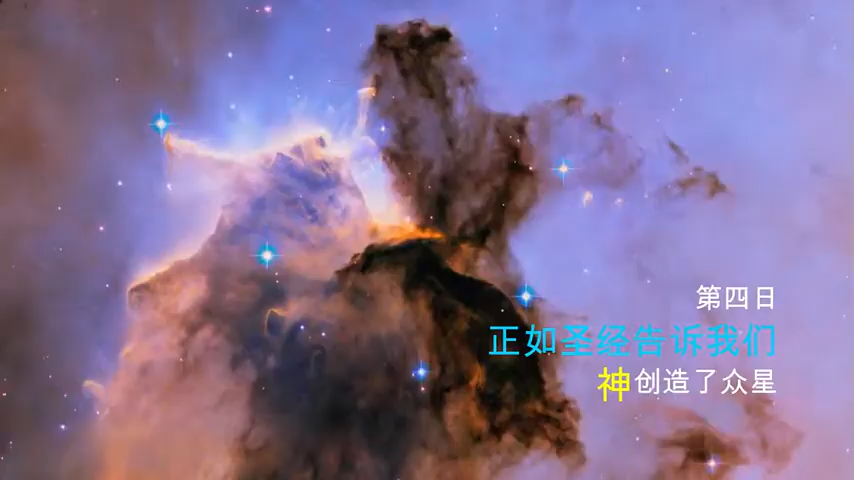 第四日
正如圣经告诉我们
神创造了众星